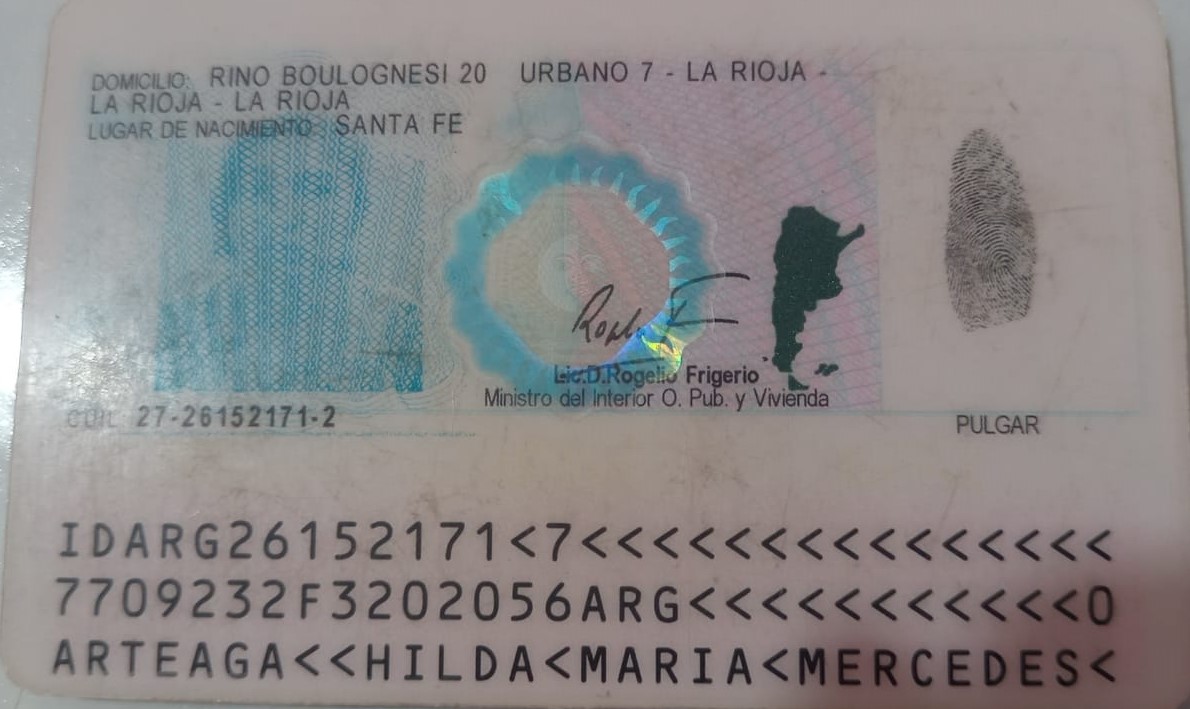 DOMICILIO: RINO BOULOGNESI 20 URBANO 7 - LA RIOJA -
LA RIOJA - LA RIOJA
LUGAR DE NACIMIENTO: SANTA FE
Lic.D.Rogelio Frigerio
Ministro del Interior O. Pub. y Vivienda
CUIL 27-26152171-2
PULGAR
IDARG26152171<7<<<<<<<<<<<<<<<
7709232F3202056ARG<<<<<<<<<<<0
ARTEAGA<<HILDA<MARIA<MERCEDES<